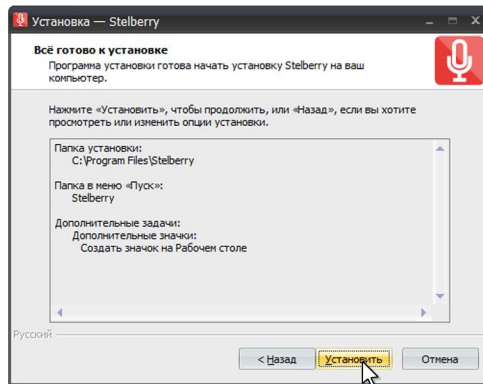 Установка — Stelberry
Всё готово к установке
Программа установки готова начать установку Stelberry на ваш
компьютер.
Нажмите «Установить», чтобы продолжить, или «Назад», если вы хотите
просмотреть или изменить опции установки.
Папка установки:
C:\Program Files\Stelberry
Папка в меню «Пуск»:
Stelberry
Дополнительные задачи:
Дополнительные значки:
Создать значок на Рабочем столе
Русский
< Назад
Установить
Отмена